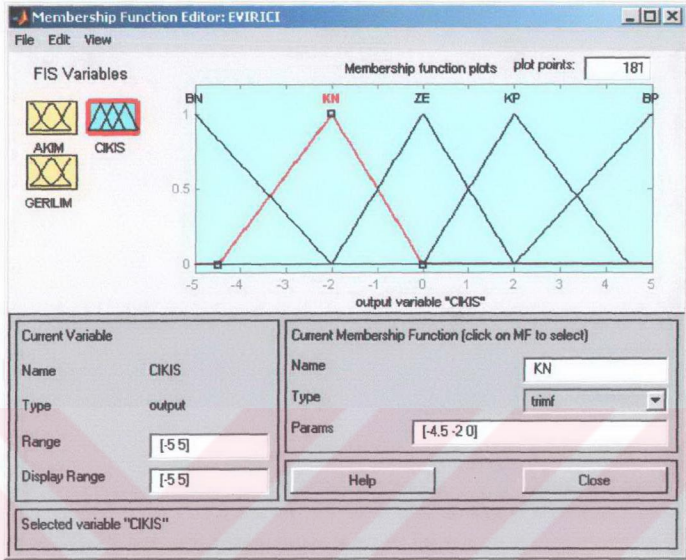 Membership Function Editor: EVIRICI
File Edit View
FIS Variables
AKIM
CIKIS
GERILIM
Membership function plots plot points: 181
BN KN ZE KP BP
1
0.5
0
-5 -4 -3 -2 -1 0 1 2 3 4 5
output variable "CIKIS"
Current Variable
Name CIKIS
Type output
Range [-5 5]
Display Range [-5 5]
Current Membership Function (click on MF to select)
Name KN
Type trimf
Params [-4.5 -2 0]
Help Close
Selected variable "CIKIS"